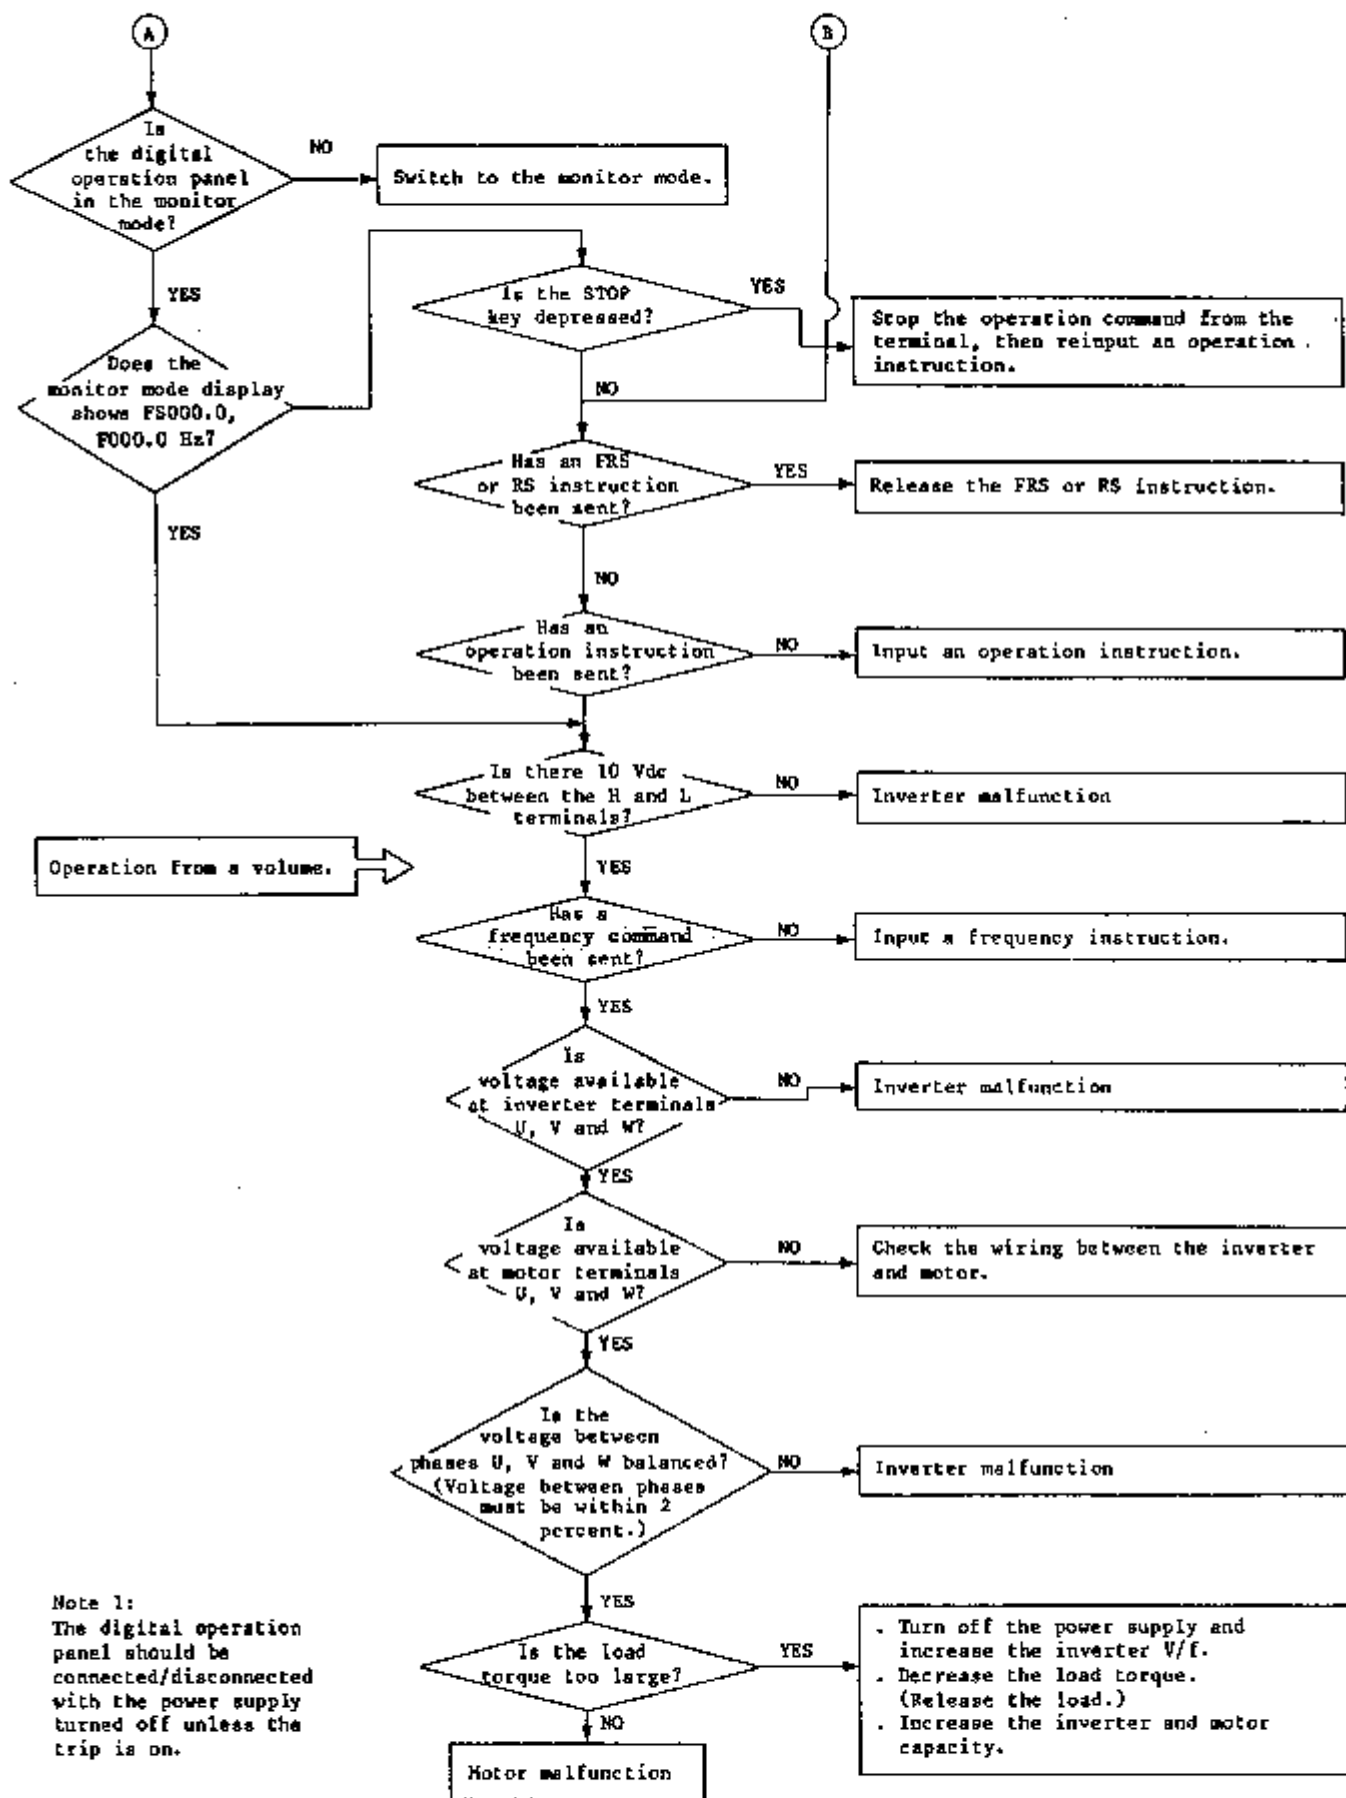 A
B
Is
the digital
operation panel
in the monitor
mode?
NO
Switch to the monitor mode.
YES
Is the STOP
key depressed?
YES
Stop the operation command from the
terminal, then reinput an operation
instruction.
NO
Does the
monitor mode display
shows FS000.0,
F000.0 Hz?
YES
Has an FRS
or RS instruction
been sent?
YES
Release the FRS or RS instruction.
NO
Has an
operation instruction
been sent?
NO
Input an operation instruction.
Is there 10 Vdc
between the H and L
terminals?
NO
Inverter malfunction
Operation from a volume.
YES
Has a
frequency command
been sent?
NO
Input a frequency instruction.
YES
Is
voltage available
at inverter terminals
U, V and W?
NO
Inverter malfunction
YES
Is
voltage available
at motor terminals
U, V and W?
NO
Check the wiring between the inverter
and motor.
YES
Is the
voltage between
phases U, V and W balanced?
(Voltage between phases
must be within 2
percent.)
NO
Inverter malfunction
YES
Note 1:
The digital operation
panel should be
connected/disconnected
with the power supply
turned off unless the
trip is on.
Is the load
torque too large?
YES
. Turn off the power supply and
increase the inverter V/f.
. Decrease the load torque.
(Release the load.)
. Increase the inverter and motor
capacity.
NO
Motor malfunction